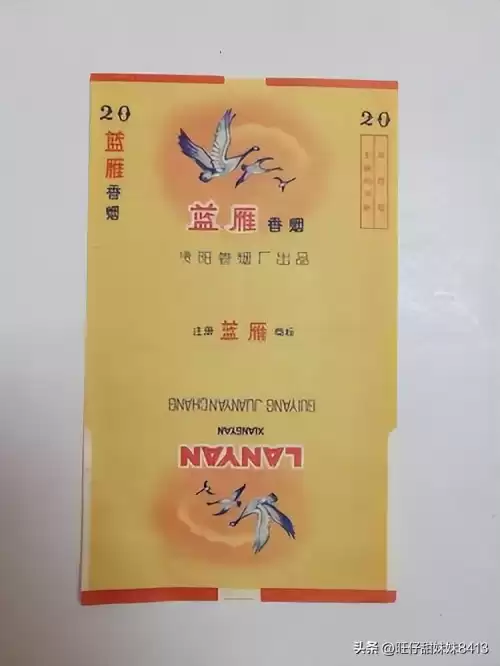 20
蓝雁香烟
20
蓝雁 香烟
贵阳卷烟厂出品
注册 蓝雁 商标
LANYAN
XIANGYAN
GUIYANG JUANYANCHANG
头条 @旺仔甜妹妹8413